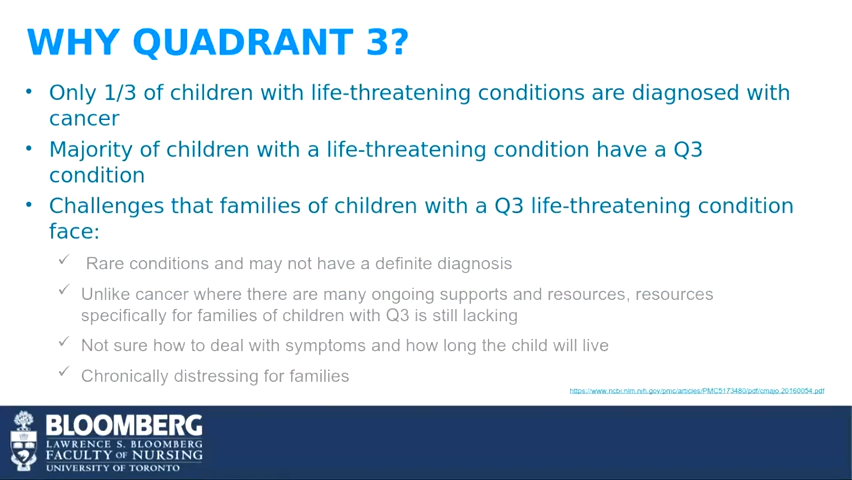 WHY QUADRANT 3?
• Only 1/3 of children with life-threatening conditions are diagnosed with
cancer
• Majority of children with a life-threatening condition have a Q3
condition
• Challenges that families of children with a Q3 life-threatening condition
face:
✓ Rare conditions and may not have a definite diagnosis
✓ Unlike cancer where there are many ongoing supports and resources, resources
specifically for families of children with Q3 is still lacking
✓ Not sure how to deal with symptoms and how long the child will live
✓ Chronically distressing for families
https://www.ncbi.nlm.nih.gov/pmc/articles/PMC5173480/pdf/cmajo.20160054.pdf
BLOOMBERG
LAWRENCE S. BLOOMBERG
FACULTY OF NURSING
UNIVERSITY OF TORONTO